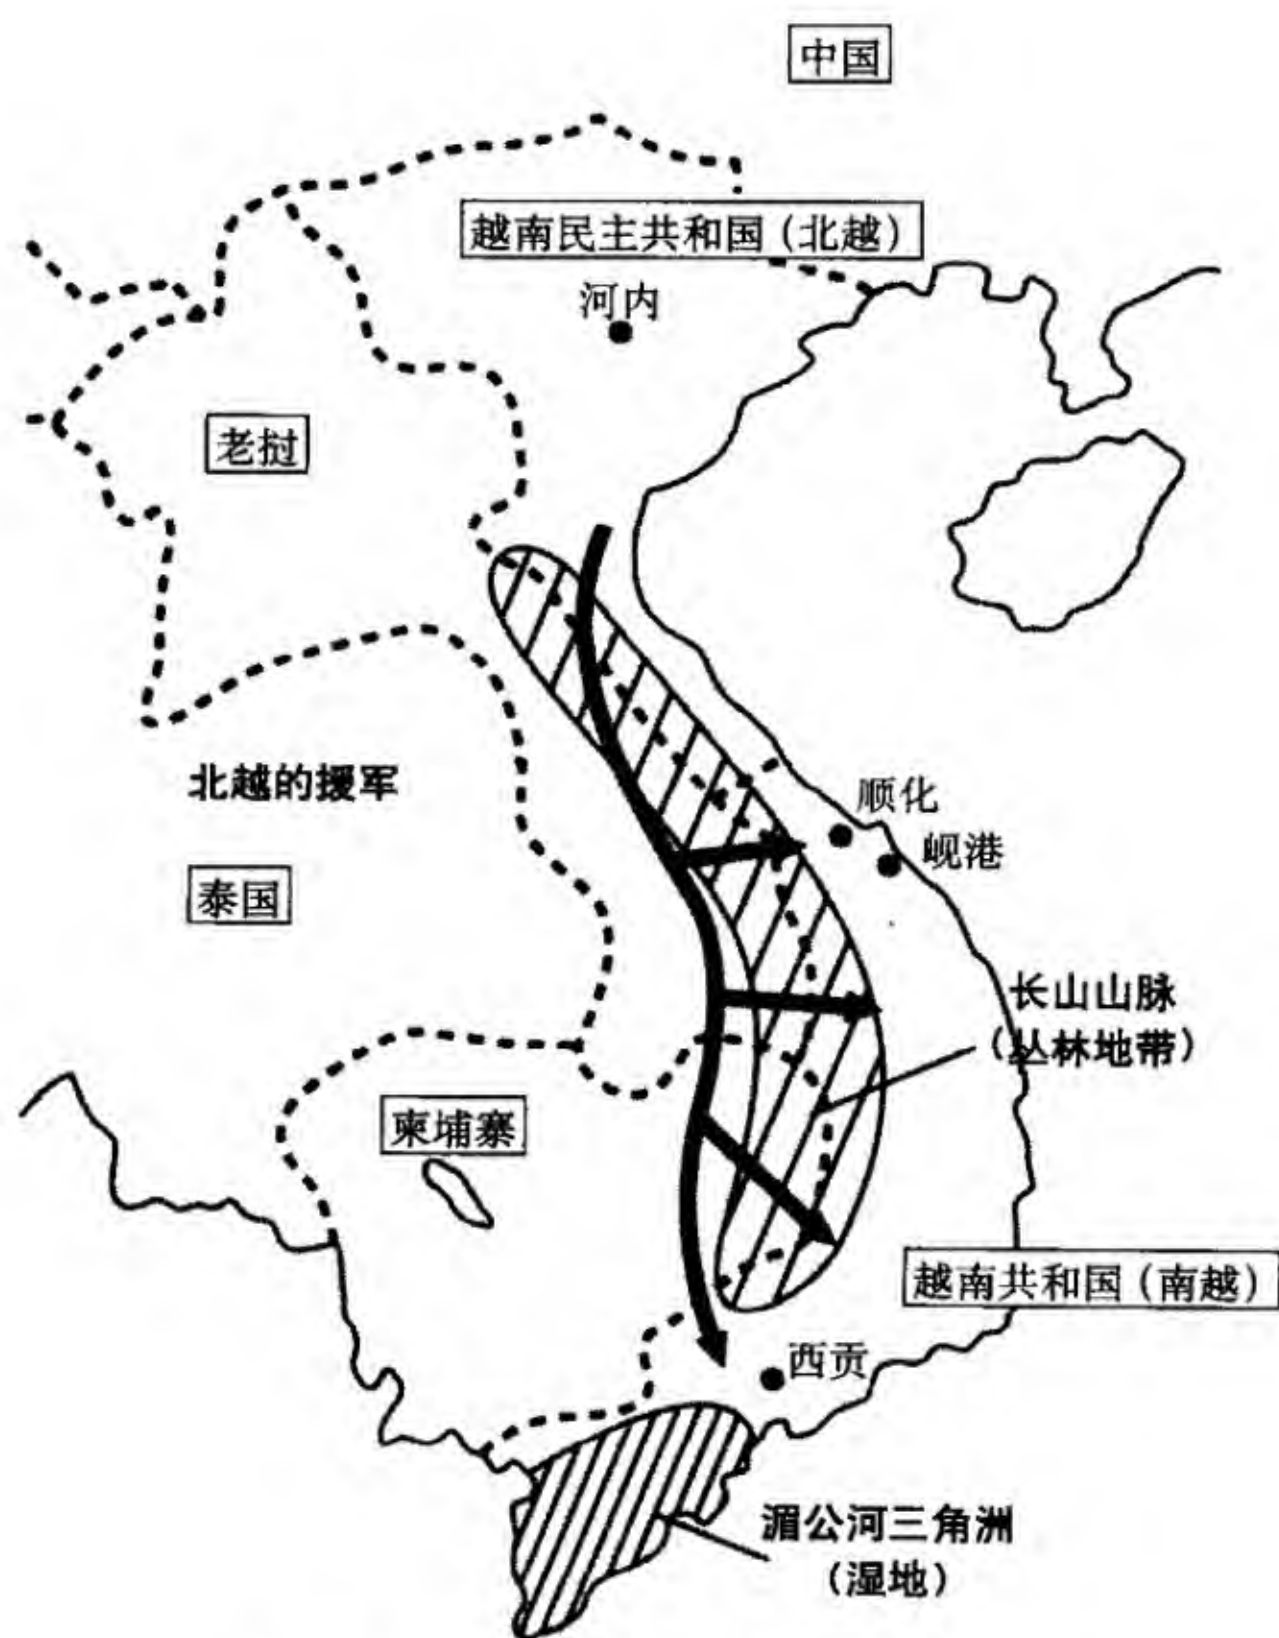 中国
越南民主共和国（北越）
河内
老挝
北越的援军
顺化
岘港
泰国
长山山脉
（丛林地带）
柬埔寨
越南共和国（南越）
西贡
湄公河三角洲
（湿地）